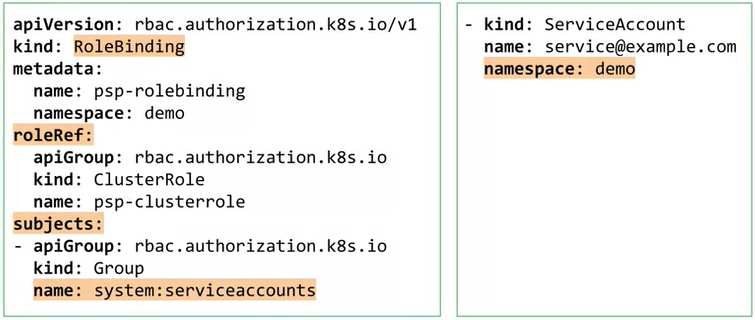 apiVersion: rbac.authorization.k8s.io/v1
kind: RoleBinding
metadata:
  name: psp-rolebinding
  namespace: demo
roleRef:
  apiGroup: rbac.authorization.k8s.io
  kind: ClusterRole
  name: psp-clusterrole
subjects:
- apiGroup: rbac.authorization.k8s.io
  kind: Group
  name: system:serviceaccounts
- kind: ServiceAccount
  name: service@example.com
  namespace: demo